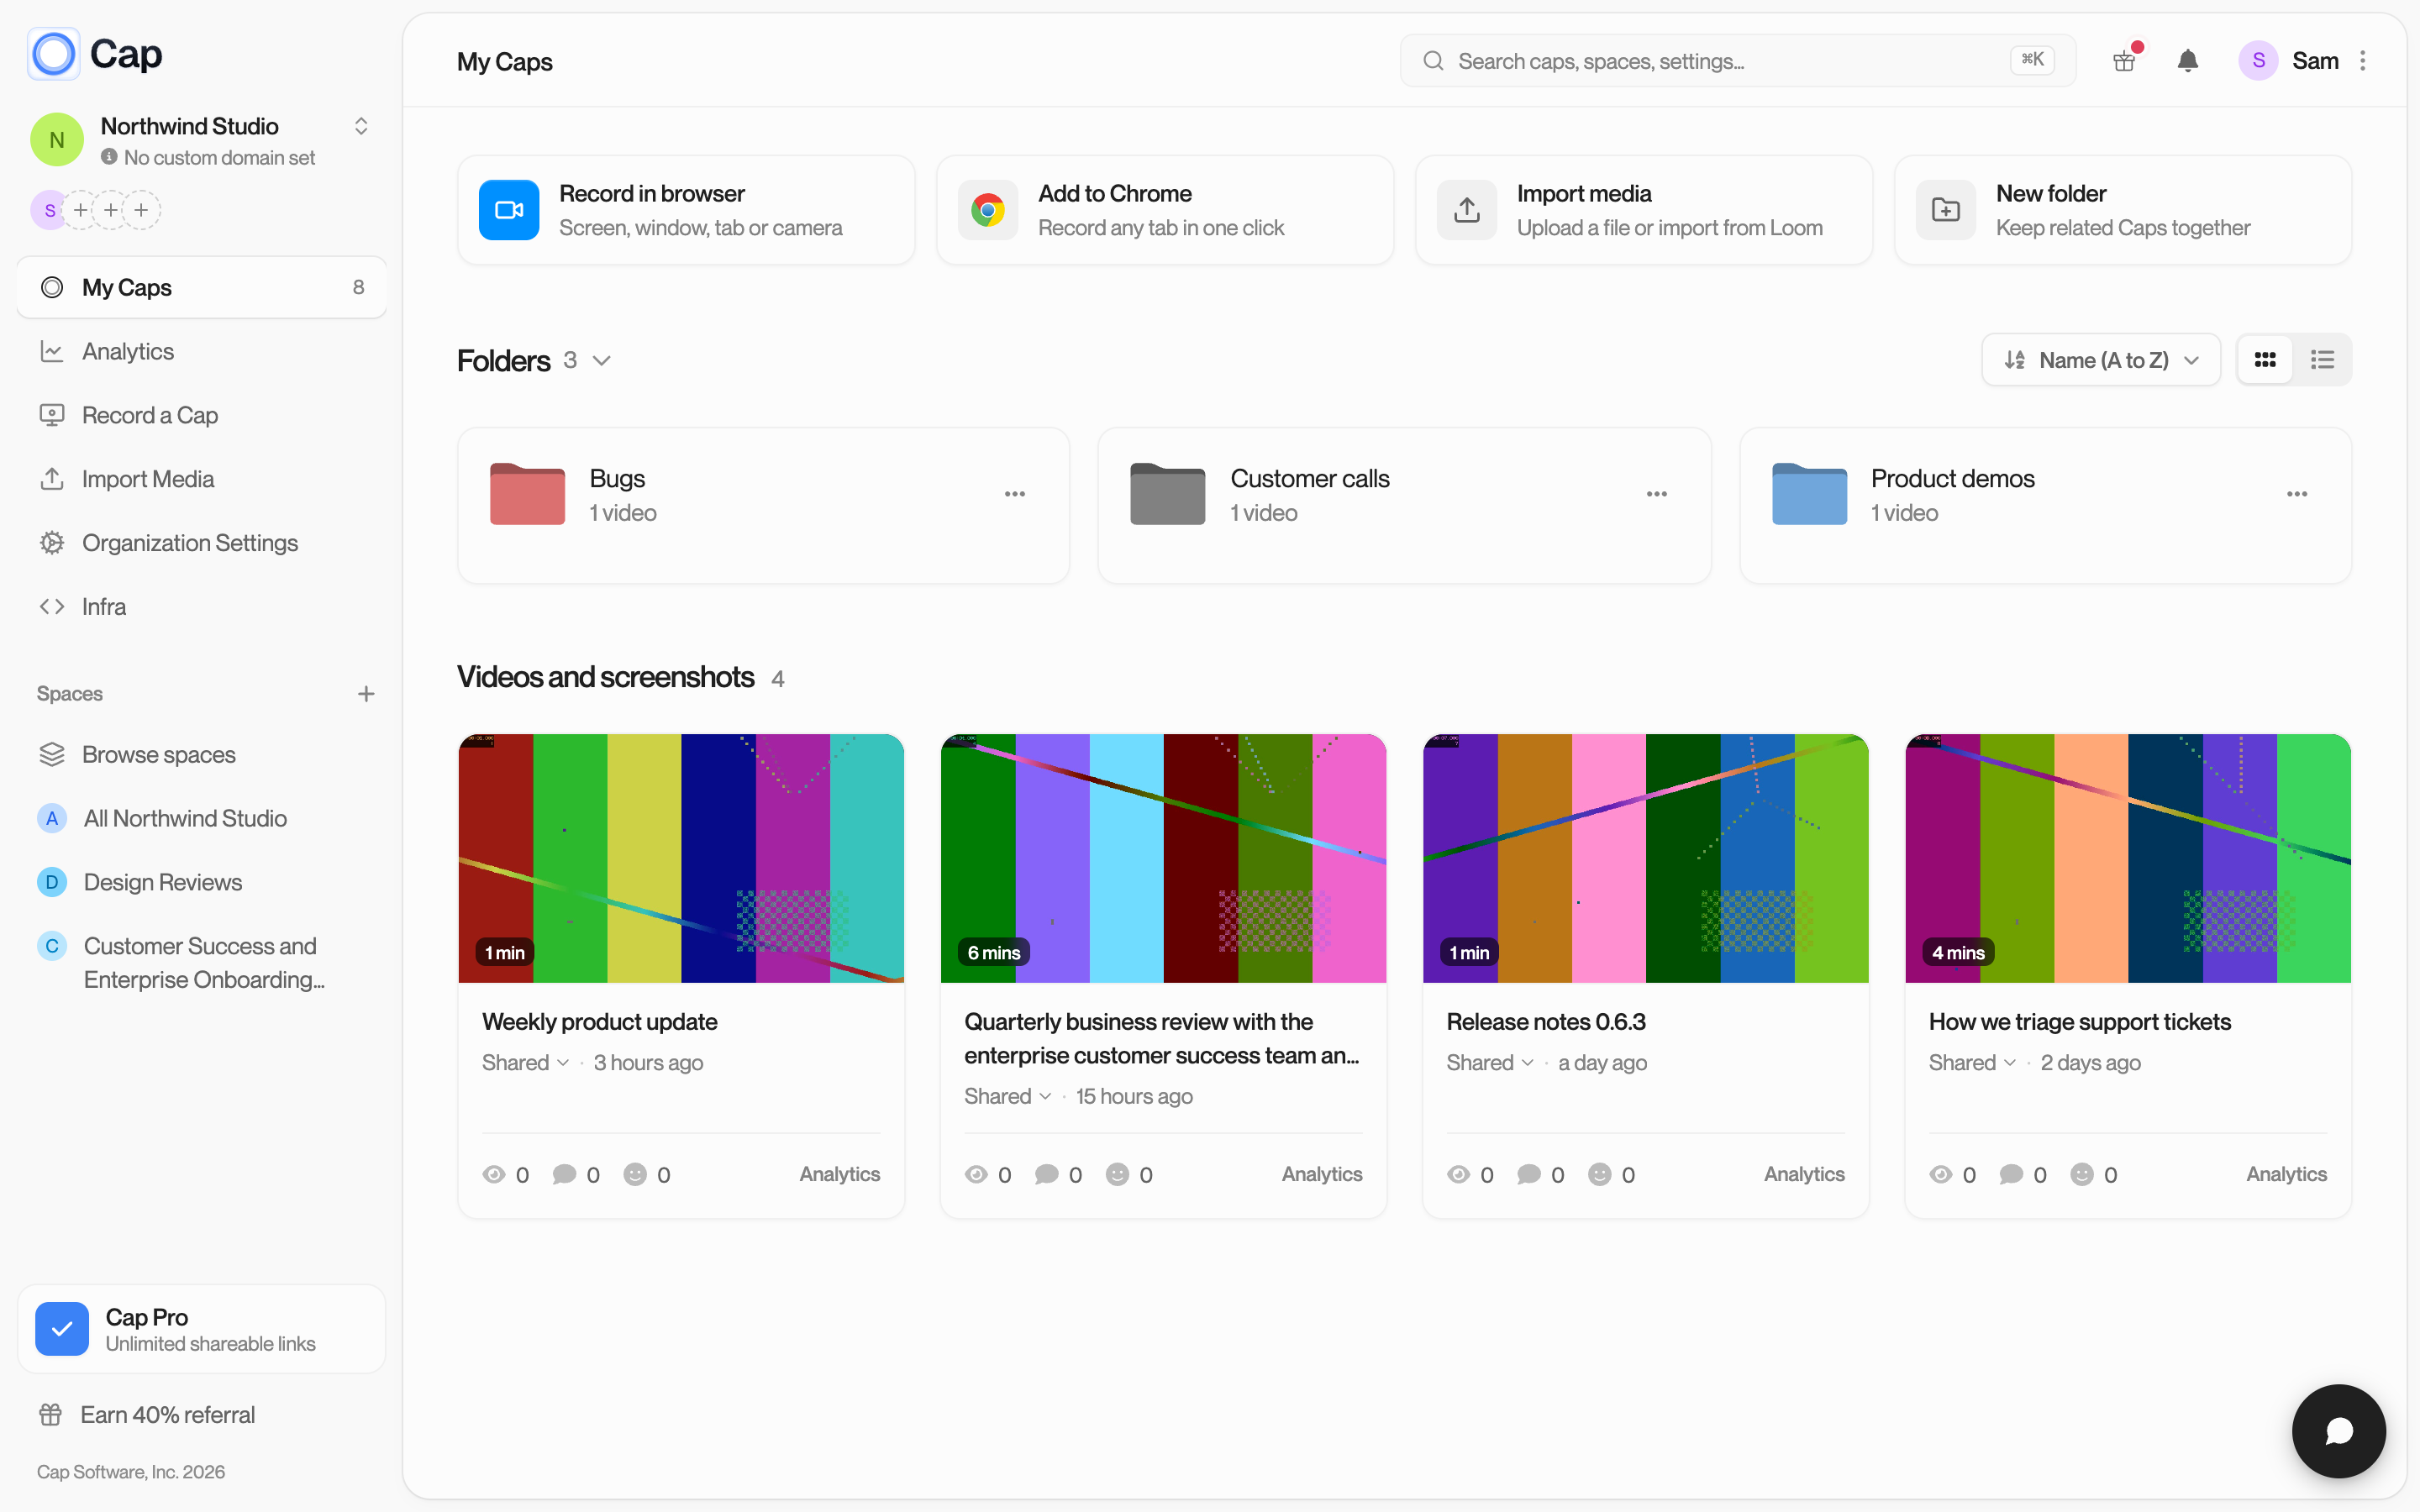 Cap
My Caps
Search caps, spaces, settings...
⌘K
S
Sam
N
Northwind Studio
No custom domain set
S
My Caps
8
Analytics
Record a Cap
Import Media
Organization Settings
Infra
Spaces
Browse spaces
A
All Northwind Studio
D
Design Reviews
C
Customer Success and
Enterprise Onboarding...
Cap Pro
Unlimited shareable links
Earn 40% referral
Cap Software, Inc. 2026
Record in browser
Screen, window, tab or camera
Add to Chrome
Record any tab in one click
Import media
Upload a file or import from Loom
New folder
Keep related Caps together
Folders 3
Name (A to Z)
Bugs
1 video
Customer calls
1 video
Product demos
1 video
Videos and screenshots 4
1 min
Weekly product update
Shared · 3 hours ago
0 0 0 Analytics
6 mins
Quarterly business review with the
enterprise customer success team an...
Shared · 15 hours ago
0 0 0 Analytics
1 min
Release notes 0.6.3
Shared · a day ago
0 0 0 Analytics
4 mins
How we triage support tickets
Shared · 2 days ago
0 0 0 Analytics